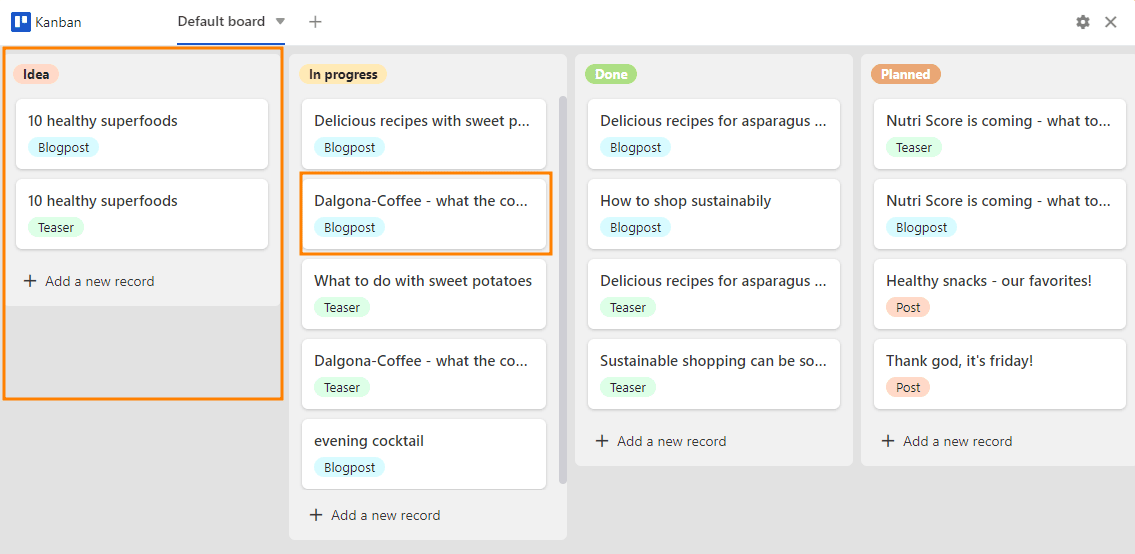 Kanban
Default board
Idea
10 healthy superfoods
Blogpost
10 healthy superfoods
Teaser
Add a new record
In progress
Delicious recipes with sweet p...
Blogpost
Dalgona-Coffee - what the co...
Blogpost
What to do with sweet potatoes
Teaser
Dalgona-Coffee - what the co...
Teaser
evening cocktail
Blogpost
Add a new record
Done
Delicious recipes for asparagus ...
Blogpost
How to shop sustainabily
Blogpost
Delicious recipes for asparagus ...
Teaser
Sustainable shopping can be so...
Teaser
Add a new record
Planned
Nutri Score is coming - what to...
Teaser
Nutri Score is coming - what to...
Blogpost
Healthy snacks - our favorites!
Post
Thank god, it's friday!
Post
Add a new record